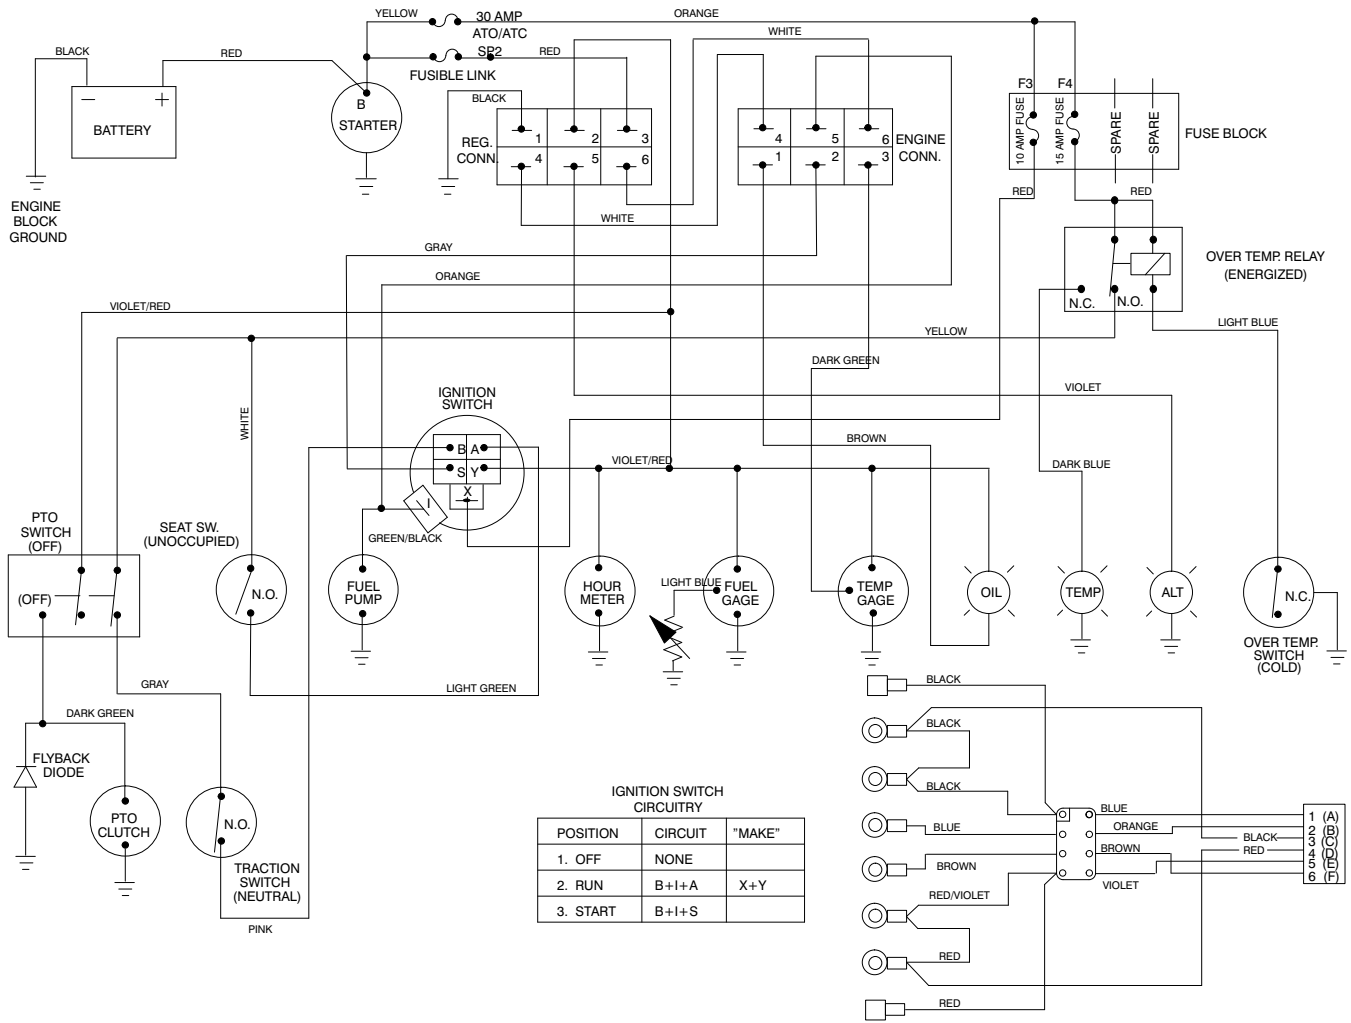 YELLOW
30 AMP
ATO/ATC
ORANGE
BLACK
RED
SP2
RED
FUSIBLE LINK
WHITE
BATTERY
B
STARTER
BLACK
REG.
CONN.
1
2
3
4
5
6
4
5
6
1
2
3
ENGINE
CONN.
F3
F4
10 AMP FUSE
15 AMP FUSE
SPARE
SPARE
FUSE BLOCK
RED
RED
ENGINE
BLOCK
GROUND
WHITE
GRAY
ORANGE
OVER TEMP. RELAY
(ENERGIZED)
N.C.
N.O.
VIOLET/RED
YELLOW
LIGHT BLUE
DARK GREEN
VIOLET
WHITE
IGNITION
SWITCH
B
A
S
Y
X
I
BROWN
VIOLET/RED
DARK BLUE
PTO
SWITCH
(OFF)
SEAT SW.
(UNOCCUPIED)
GREEN/BLACK
(OFF)
N.O.
FUEL
PUMP
HOUR
METER
LIGHT BLUE
FUEL
GAGE
TEMP
GAGE
OIL
TEMP
ALT
N.C.
OVER TEMP.
SWITCH
(COLD)
GRAY
LIGHT GREEN
DARK GREEN
FLYBACK
DIODE
PTO
CLUTCH
N.O.
TRACTION
SWITCH
(NEUTRAL)
PINK
IGNITION SWITCH
CIRCUITRY
POSITION CIRCUIT "MAKE"
1. OFF NONE
2. RUN B+I+A X+Y
3. START B+I+S
BLACK
BLACK
BLACK
BLUE
BROWN
RED/VIOLET
RED
RED
BLUE
ORANGE
BROWN
VIOLET
BLACK
RED
1 (A)
2 (B)
3 (C)
4 (D)
5 (E)
6 (F)